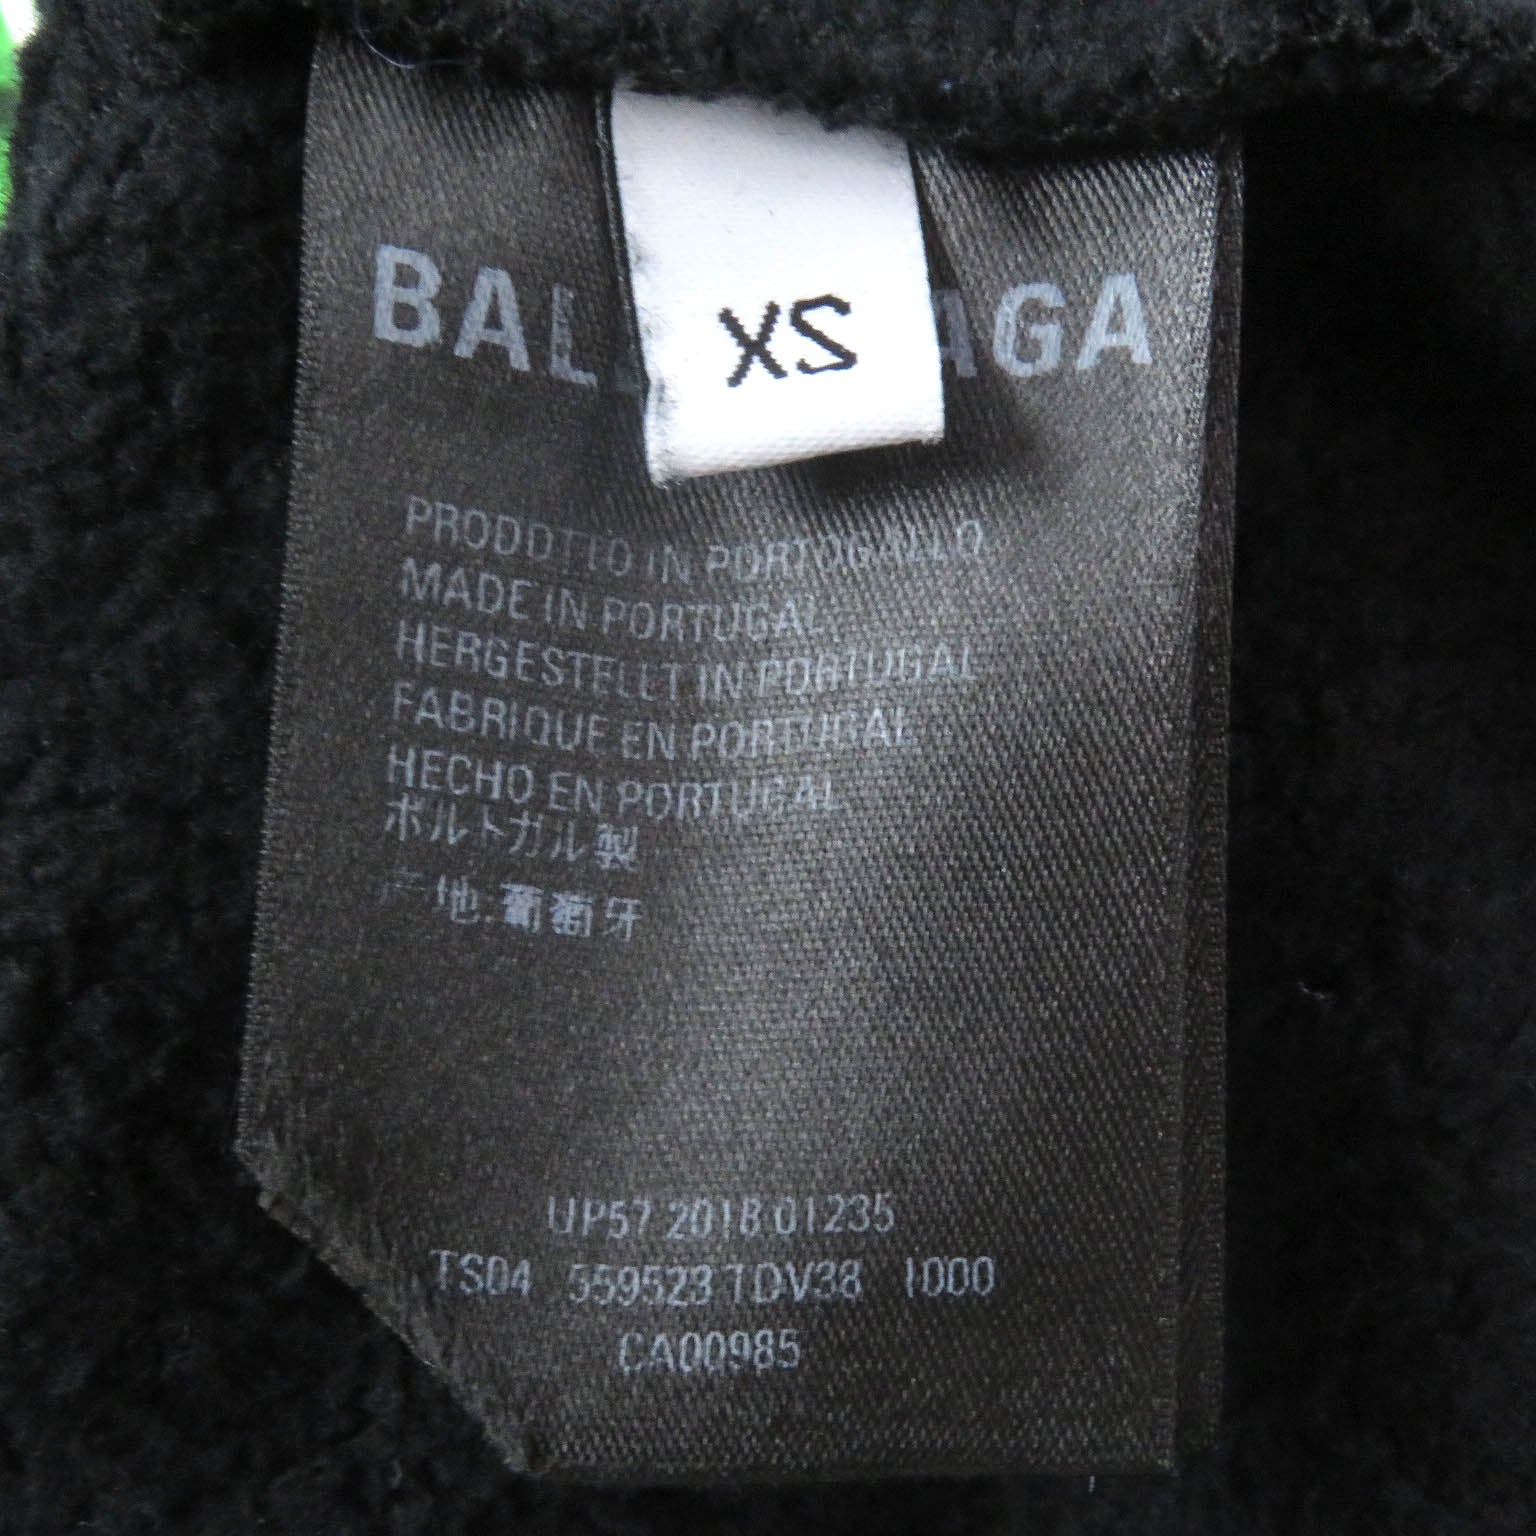 BAL AGA
XS
PRODOTTO IN PORTOGALLO
MADE IN PORTUGAL
HERGESTELLT IN PORTUGAL
FABRIQUE EN PORTUGAL
HECHO EN PORTUGAL
ポルトガル製
产地:葡萄牙
UP57 2018 01235
TS04 559523 TDV38 1000
CA00985